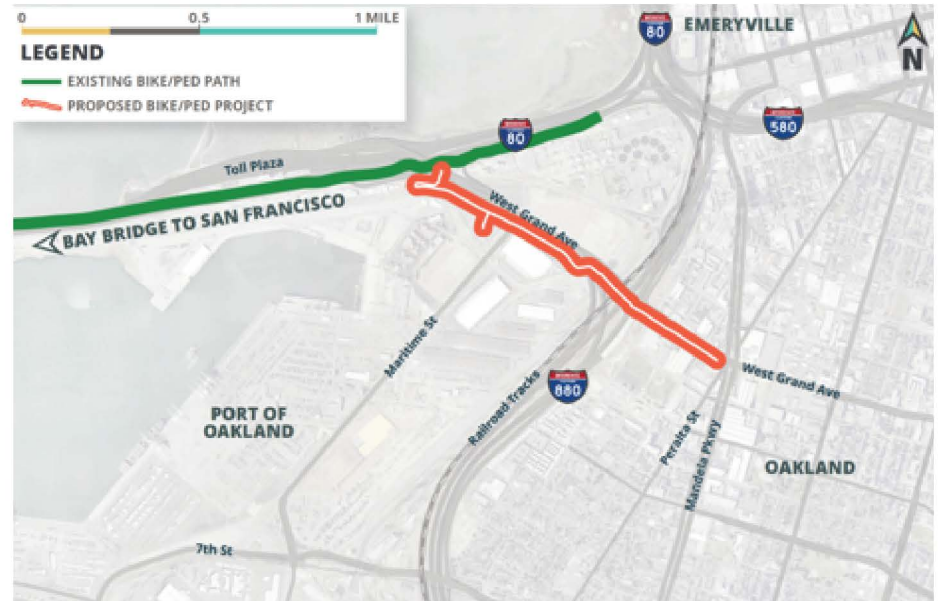 0 0.5 1 MILE
LEGEND
EXISTING BIKE/PED PATH
PROPOSED BIKE/PED PROJECT
80
EMERYVILLE
N
580
80
Toll Plaza
BAY BRIDGE TO SAN FRANCISCO
West Grand Ave
Maritime St
880
West Grand Ave
Railroad Tracks
PORT OF
OAKLAND
Peralta St
Mandela Pkwy
OAKLAND
7th St